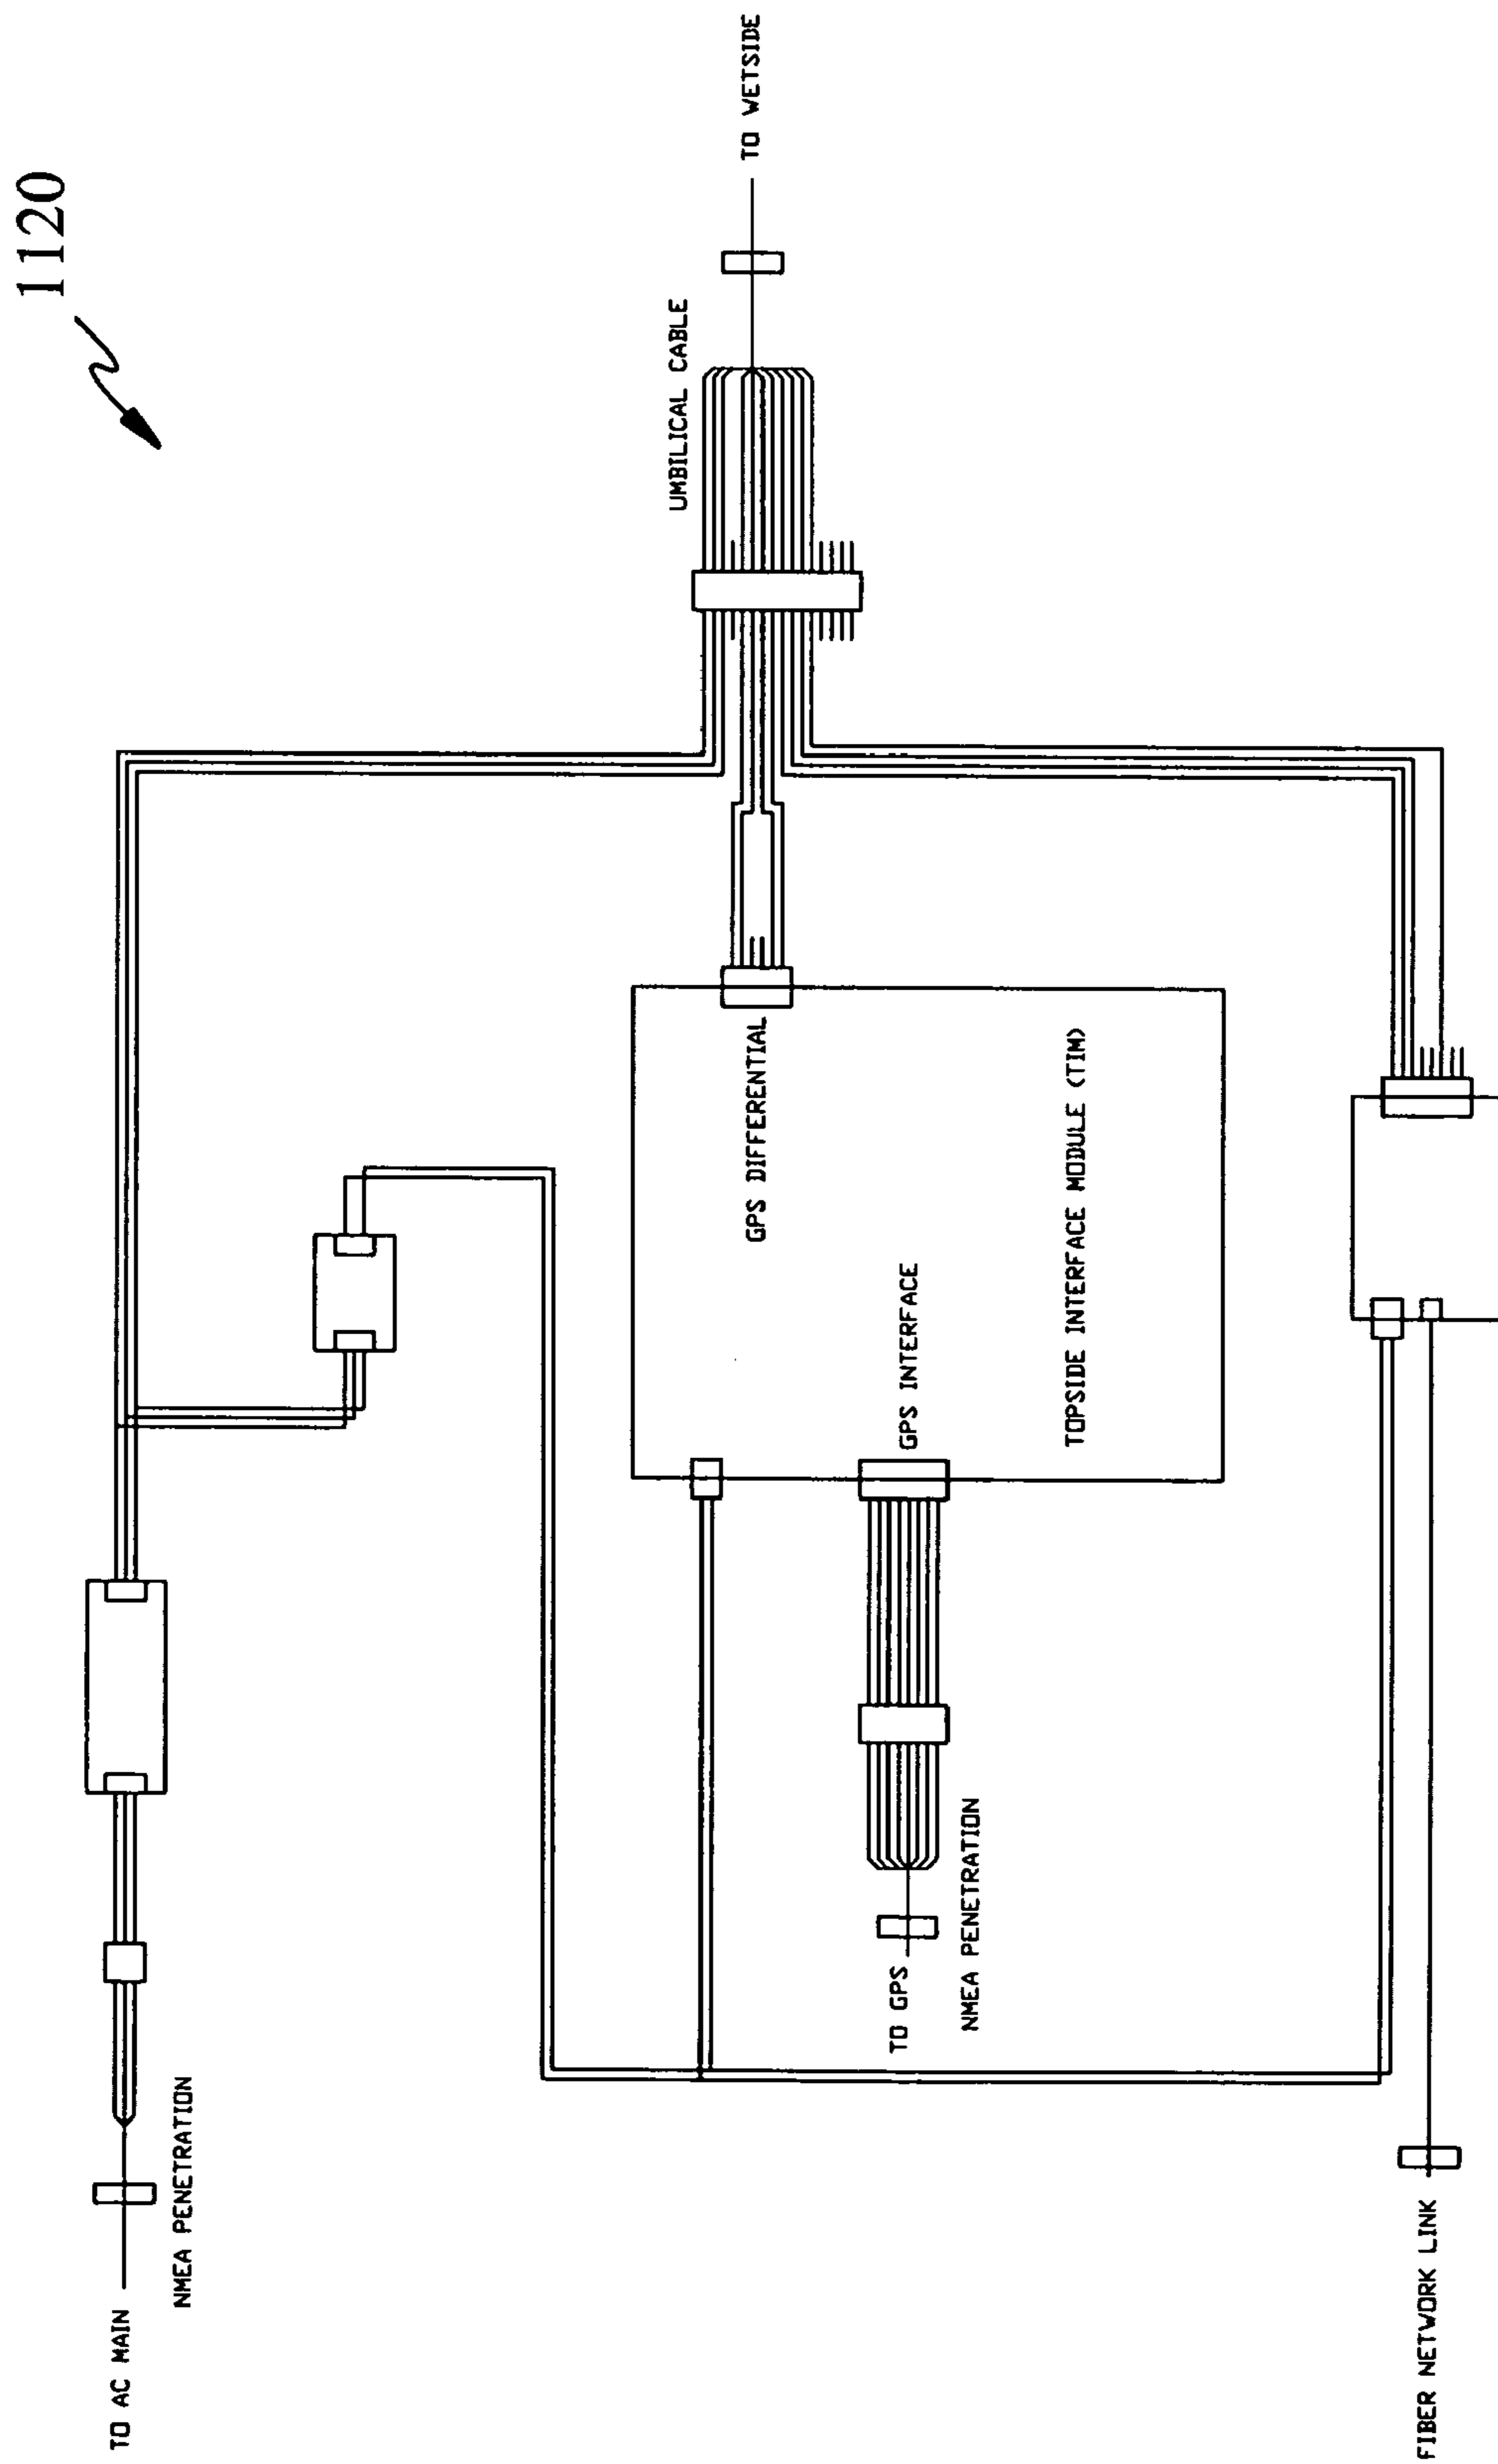 1120
TO AC MAIN
NMEA PENETRATION
UMBILICAL CABLE
TO WETSIDE
GPS DIFFERENTIAL
GPS INTERFACE
TO GPS
NMEA PENETRATION
TOPSIDE INTERFACE MODULE (TIM)
FIBER NETWORK LINK